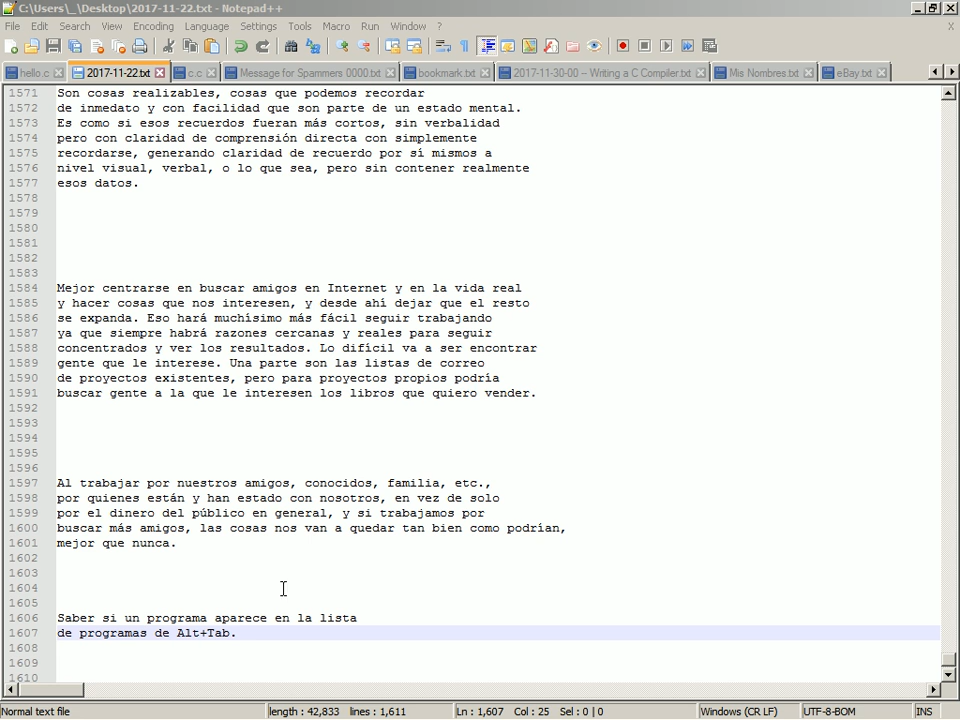 C:\Users\_\Desktop\2017-11-22.txt - Notepad++
File Edit Search View Encoding Language Settings Tools Macro Run Window ? X
hello.c 2017-11-22.txt c.c Message for Spammers 0000.txt bookmark.txt 2017-11-30-00 -- Writing a C Compiler.txt Mis Nombres.txt eBay.txt
1571 Son cosas realizables, cosas que podemos recordar
1572 de inmedato y con facilidad que son parte de un estado mental.
1573 Es como si esos recuerdos fueran más cortos, sin verbalidad
1574 pero con claridad de comprensión directa con simplemente
1575 recordarse, generando claridad de recuerdo por sí mismos a
1576 nivel visual, verbal, o lo que sea, pero sin contener realmente
1577 esos datos.
1578
1579
1580
1581
1582
1583
1584 Mejor centrarse en buscar amigos en Internet y en la vida real
1585 y hacer cosas que nos interesen, y desde ahí dejar que el resto
1586 se expanda. Eso hará muchísimo más fácil seguir trabajando
1587 ya que siempre habrá razones cercanas y reales para seguir
1588 concentrados y ver los resultados. Lo difícil va a ser encontrar
1589 gente que le interese. Una parte son las listas de correo
1590 de proyectos existentes, pero para proyectos propios podría
1591 buscar gente a la que le interesen los libros que quiero vender.
1592
1593
1594
1595
1596
1597 Al trabajar por nuestros amigos, conocidos, familia, etc.,
1598 por quienes están y han estado con nosotros, en vez de solo
1599 por el dinero del público en general, y si trabajamos por
1600 buscar más amigos, las cosas nos van a quedar tan bien como podrían,
1601 mejor que nunca.
1602
1603
1604
1605
1606 Saber si un programa aparece en la lista
1607 de programas de Alt+Tab.
1608
1609
1610
Normal text file length : 42,833 lines : 1,611 Ln : 1,607 Col : 25 Sel : 0 | 0 Windows (CR LF) UTF-8-BOM INS